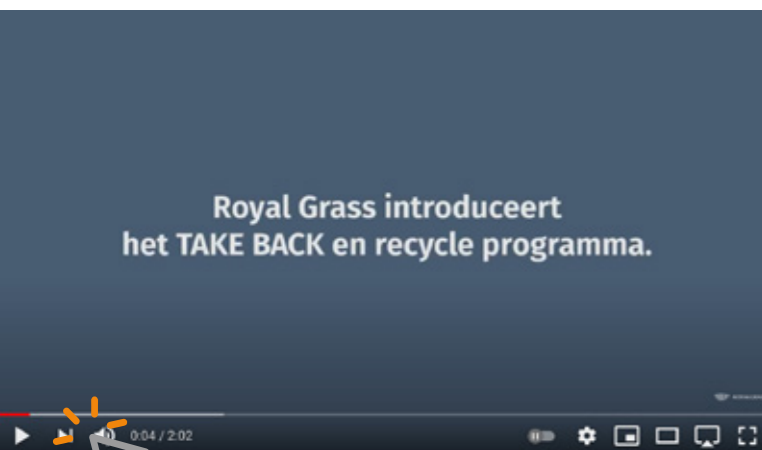 Royal Grass introduceert
het TAKE BACK en recycle programma.
0:04 / 2:02